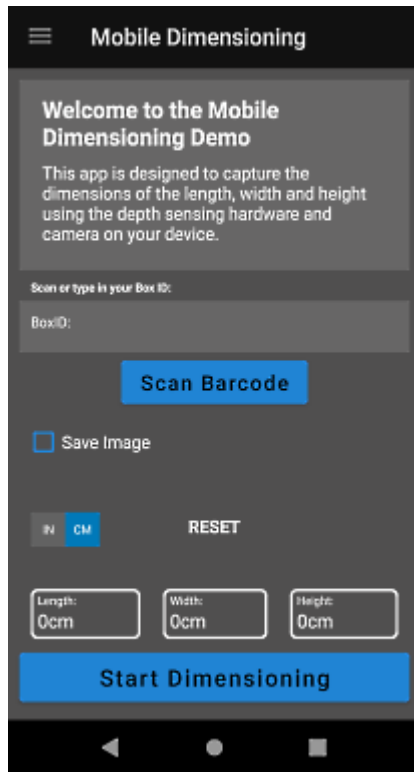 Mobile Dimensioning
Welcome to the Mobile
Dimensioning Demo
This app is designed to capture the
dimensions of the length, width and height
using the depth sensing hardware and
camera on your device.
Scan or type in your Box ID:
BoxID:
Scan Barcode
Save Image
IN CM RESET
Length: Width: Height:
0cm 0cm 0cm
Start Dimensioning